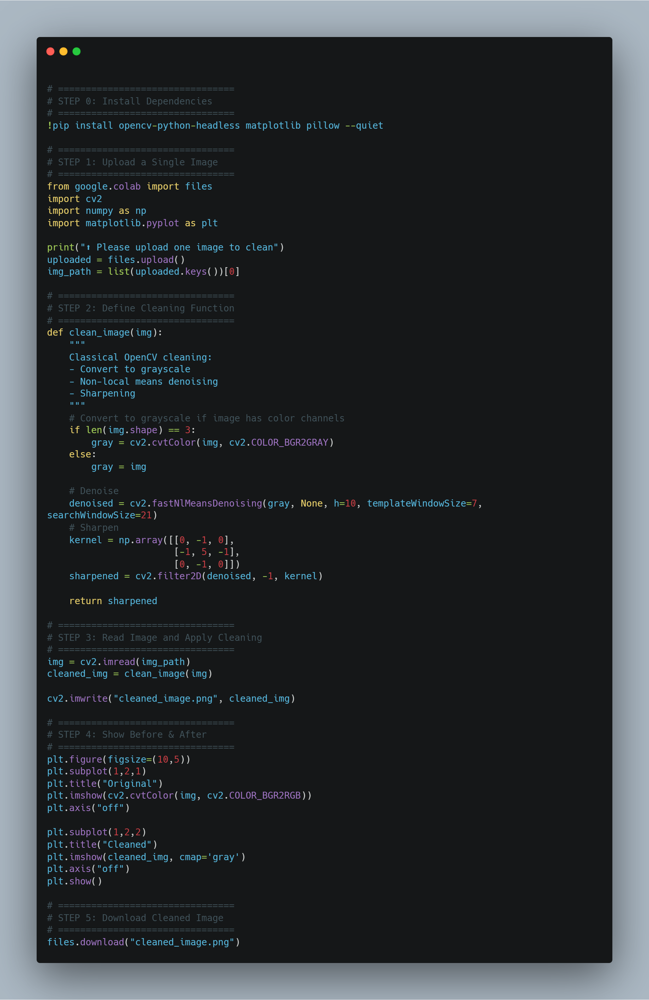 # ================================
# STEP 0: Install Dependencies
# ================================
!pip install opencv-python-headless matplotlib pillow --quiet

# ================================
# STEP 1: Upload a Single Image
# ================================
from google.colab import files
import cv2
import numpy as np
import matplotlib.pyplot as plt

print("⬆ Please upload one image to clean")
uploaded = files.upload()
img_path = list(uploaded.keys())[0]

# ================================
# STEP 2: Define Cleaning Function
# ================================
def clean_image(img):
    """
    Classical OpenCV cleaning:
    - Convert to grayscale
    - Non-local means denoising
    - Sharpening
    """
    # Convert to grayscale if image has color channels
    if len(img.shape) == 3:
        gray = cv2.cvtColor(img, cv2.COLOR_BGR2GRAY)
    else:
        gray = img

    # Denoise
    denoised = cv2.fastNlMeansDenoising(gray, None, h=10, templateWindowSize=7,
searchWindowSize=21)
    # Sharpen
    kernel = np.array([[0, -1, 0],
                       [-1, 5, -1],
                       [0, -1, 0]])
    sharpened = cv2.filter2D(denoised, -1, kernel)

    return sharpened

# ================================
# STEP 3: Read Image and Apply Cleaning
# ================================
img = cv2.imread(img_path)
cleaned_img = clean_image(img)

cv2.imwrite("cleaned_image.png", cleaned_img)

# ================================
# STEP 4: Show Before & After
# ================================
plt.figure(figsize=(10,5))
plt.subplot(1,2,1)
plt.title("Original")
plt.imshow(cv2.cvtColor(img, cv2.COLOR_BGR2RGB))
plt.axis("off")

plt.subplot(1,2,2)
plt.title("Cleaned")
plt.imshow(cleaned_img, cmap='gray')
plt.axis("off")
plt.show()

# ================================
# STEP 5: Download Cleaned Image
# ================================
files.download("cleaned_image.png")